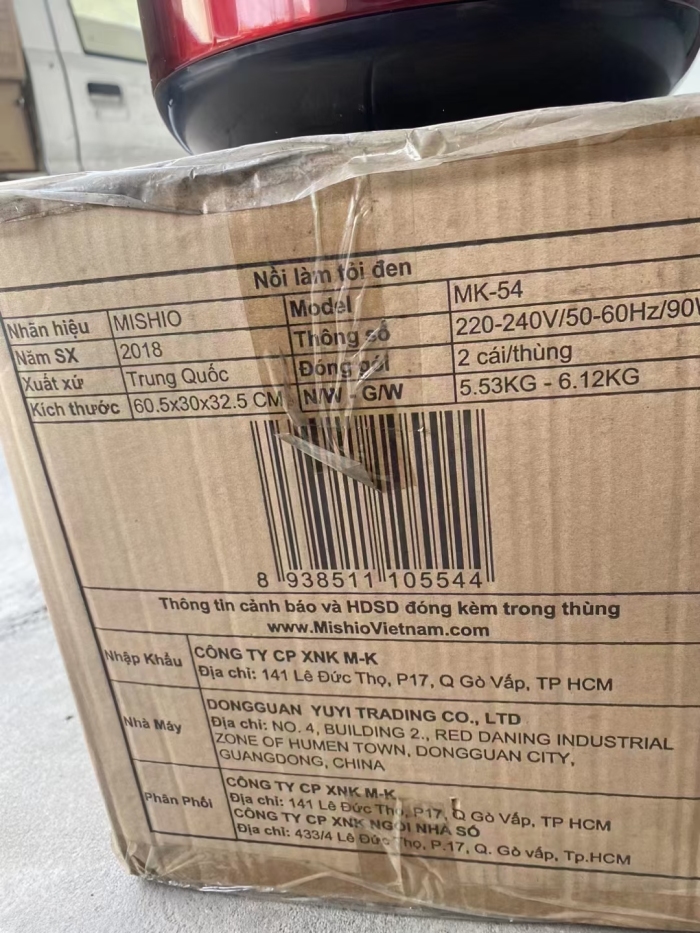 Nồi làm tỏi đen
Nhãn hiệu MISHIO Model MK-54
Năm SX 2018 Thông số 220-240V/50-60Hz/90
Xuất xứ Trung Quốc Đóng gói 2 cái/thùng
Kích thước 60.5x30x32.5 CM N/W - G/W 5.53KG - 6.12KG
8 938511 105544
Thông tin cảnh báo và HDSD đóng kèm trong thùng
www.MishioVietnam.com
Nhập Khẩu CÔNG TY CP XNK M-K
Địa chỉ: 141 Lê Đức Thọ, P17, Q Gò Vấp, TP HCM
Nhà Máy DONGGUAN YUYI TRADING CO., LTD
Địa chỉ: NO. 4, BUILDING 2., RED DANING INDUSTRIAL
ZONE OF HUMEN TOWN, DONGGUAN CITY,
GUANGDONG, CHINA
Phân Phối CÔNG TY CP XNK M-K
Địa chỉ: 141 Lê Đức Thọ, P17, Q Gò Vấp, TP HCM
CÔNG TY CP XNK NGÔI NHÀ SỐ
Địa chỉ: 433/4 Lê Đức Thọ, P.17, Q. Gò vấp, Tp.HCM